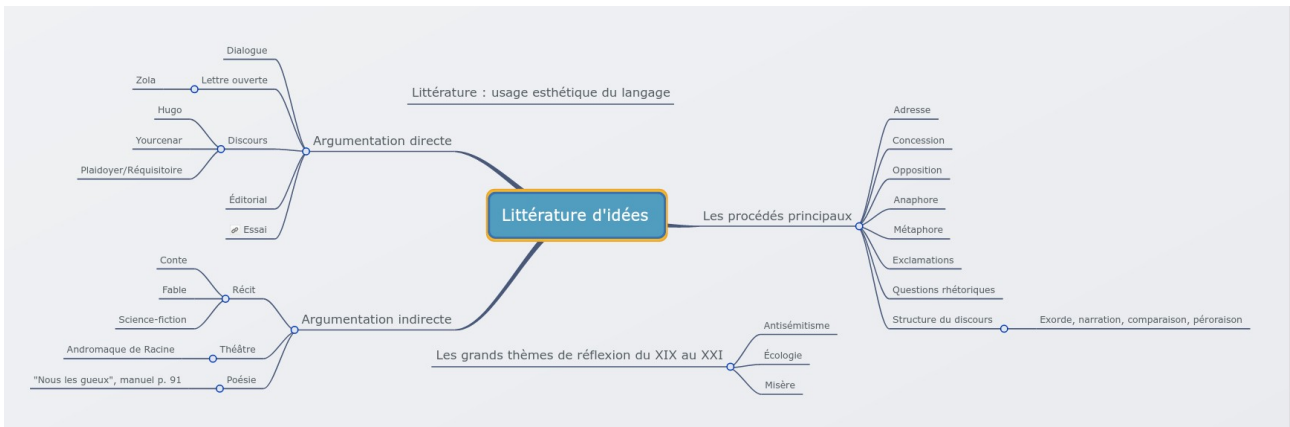 Littérature d'idées
Littérature : usage esthétique du langage
Argumentation directe
Dialogue
Lettre ouverte
Zola
Discours
Hugo
Yourcenar
Plaidoyer/Réquisitoire
Éditorial
Essai
Argumentation indirecte
Récit
Conte
Fable
Science-fiction
Théâtre
Andromaque de Racine
Poésie
"Nous les gueux", manuel p. 91
Les procédés principaux
Adresse
Concession
Opposition
Anaphore
Métaphore
Exclamations
Questions rhétoriques
Structure du discours
Exorde, narration, comparaison, péroraison
Les grands thèmes de réflexion du XIX au XXI
Antisémitisme
Écologie
Misère